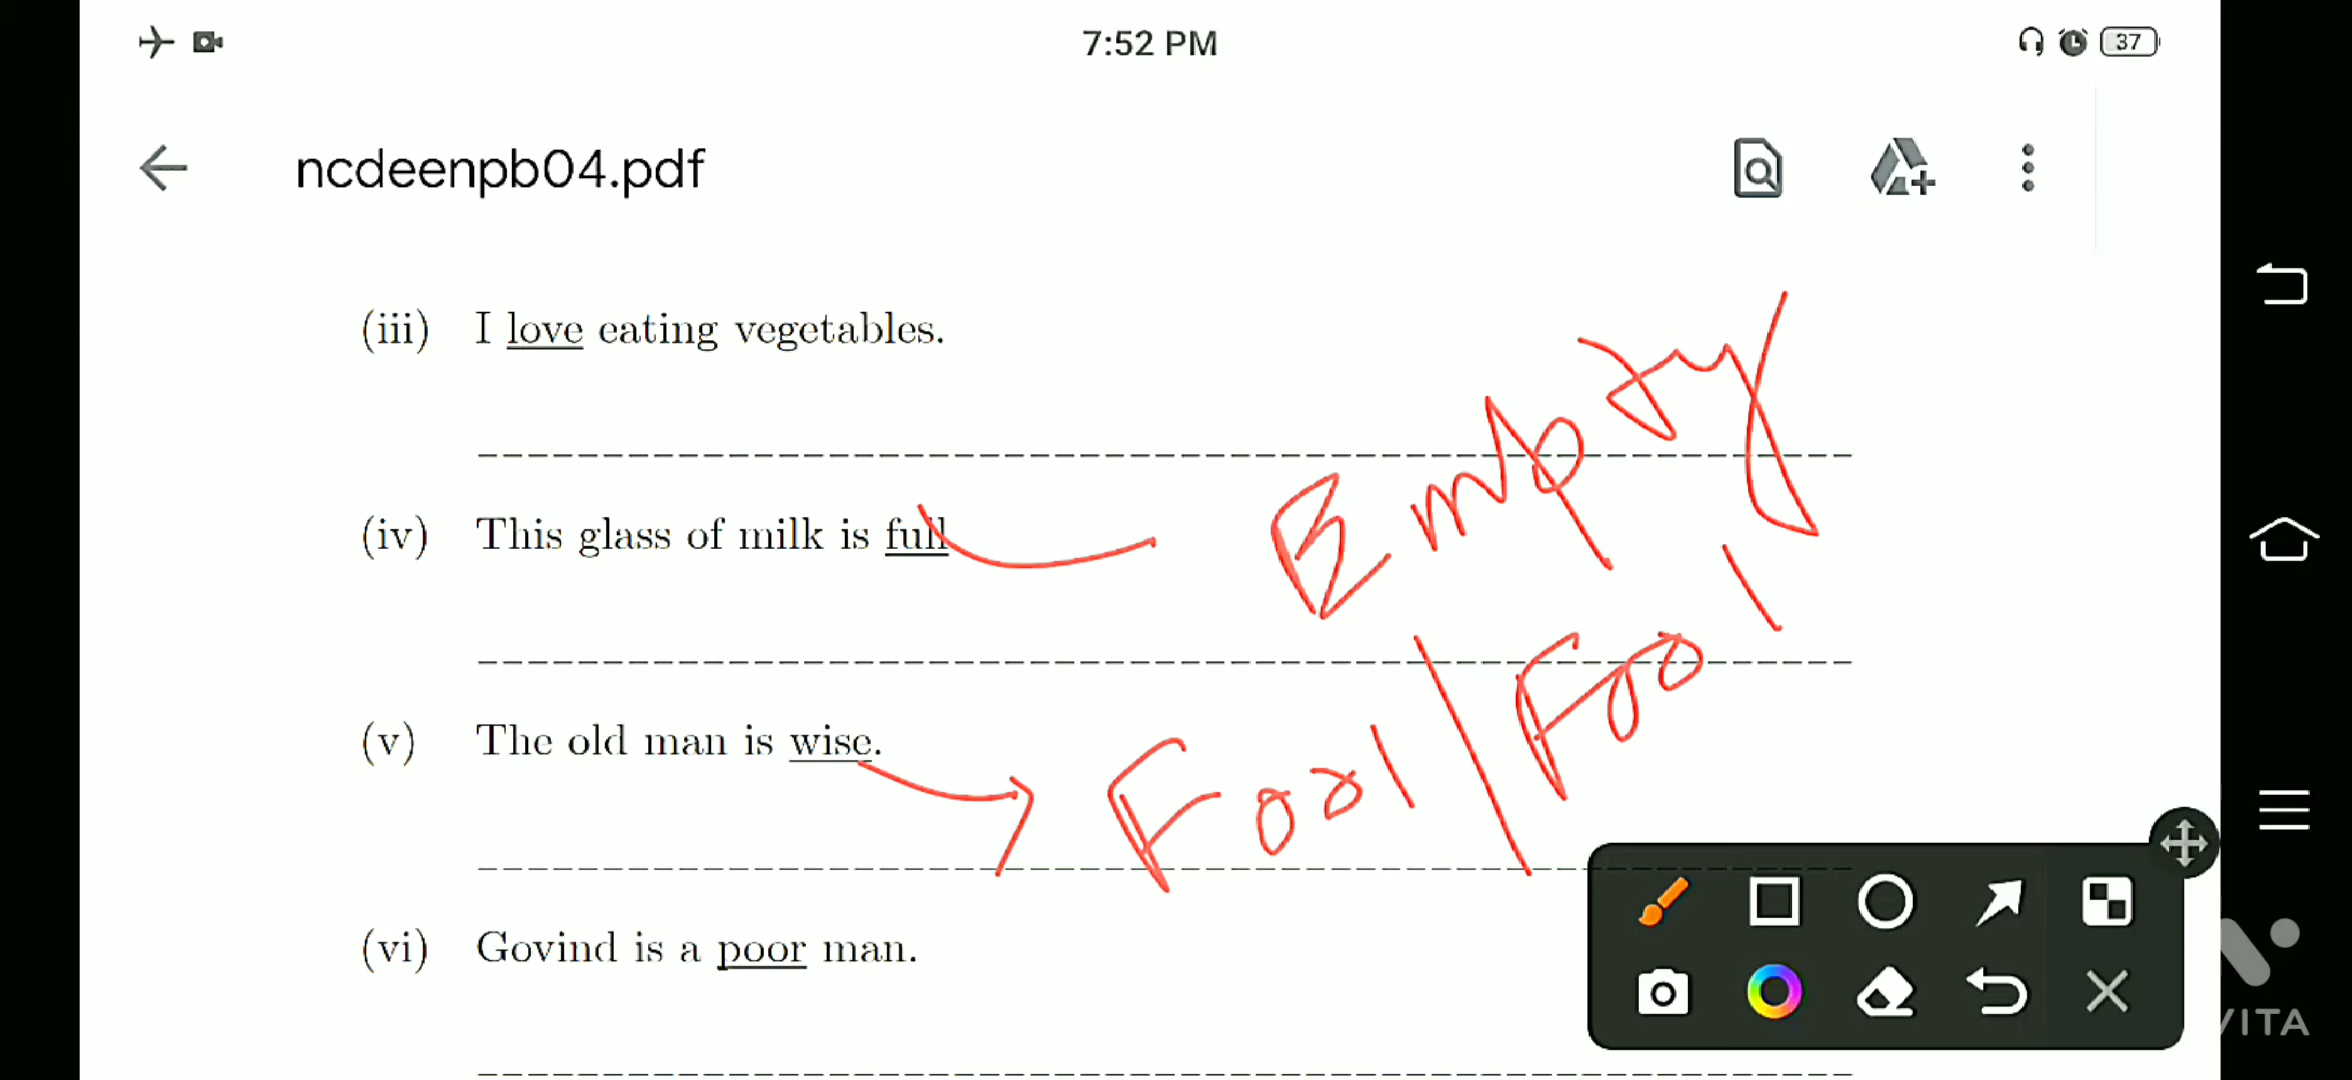 7:52 PM
37
ncdeenpb04.pdf
(iii) I love eating vegetables.
Empty
(iv) This glass of milk is full
(v) The old man is wise.
Fool/Fool
(vi) Govind is a poor man.
VITA